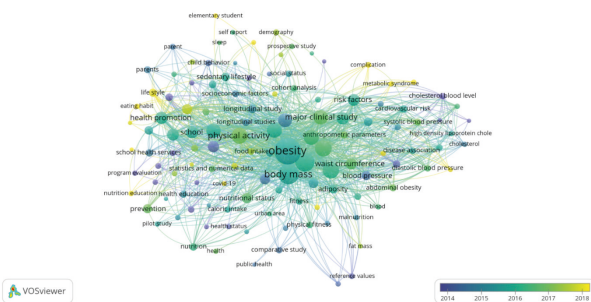 elementary student
self report
demography
sleep
prospective study
parent
child behavior
complication
parents
sedentary lifestyle
social status
metabolic syndrome
life style
socioeconomic factors
cohort analysis
cholesterol blood level
eating habit
longitudinal study
risk factors
cardiovascular risk
health promotion
longitudinal studies
major clinical study
systolic blood pressure
school
physical activity
anthropometric parameters
high density lipoprotein chole
cholesterol
school health services
food intake
obesity
disease association
program evaluation
statistics and numerical data
waist circumference
diastolic blood pressure
covid-19
body mass
blood pressure
nutrition education
health education
nutritional status
adiposity
abdominal obesity
prevention
caloric intake
fitness
blood
pilot study
health status
urban area
physical fitness
malnutrition
nutrition
health
comparative study
fat mass
public health
reference values
VOSviewer
2014 2015 2016 2017 2018